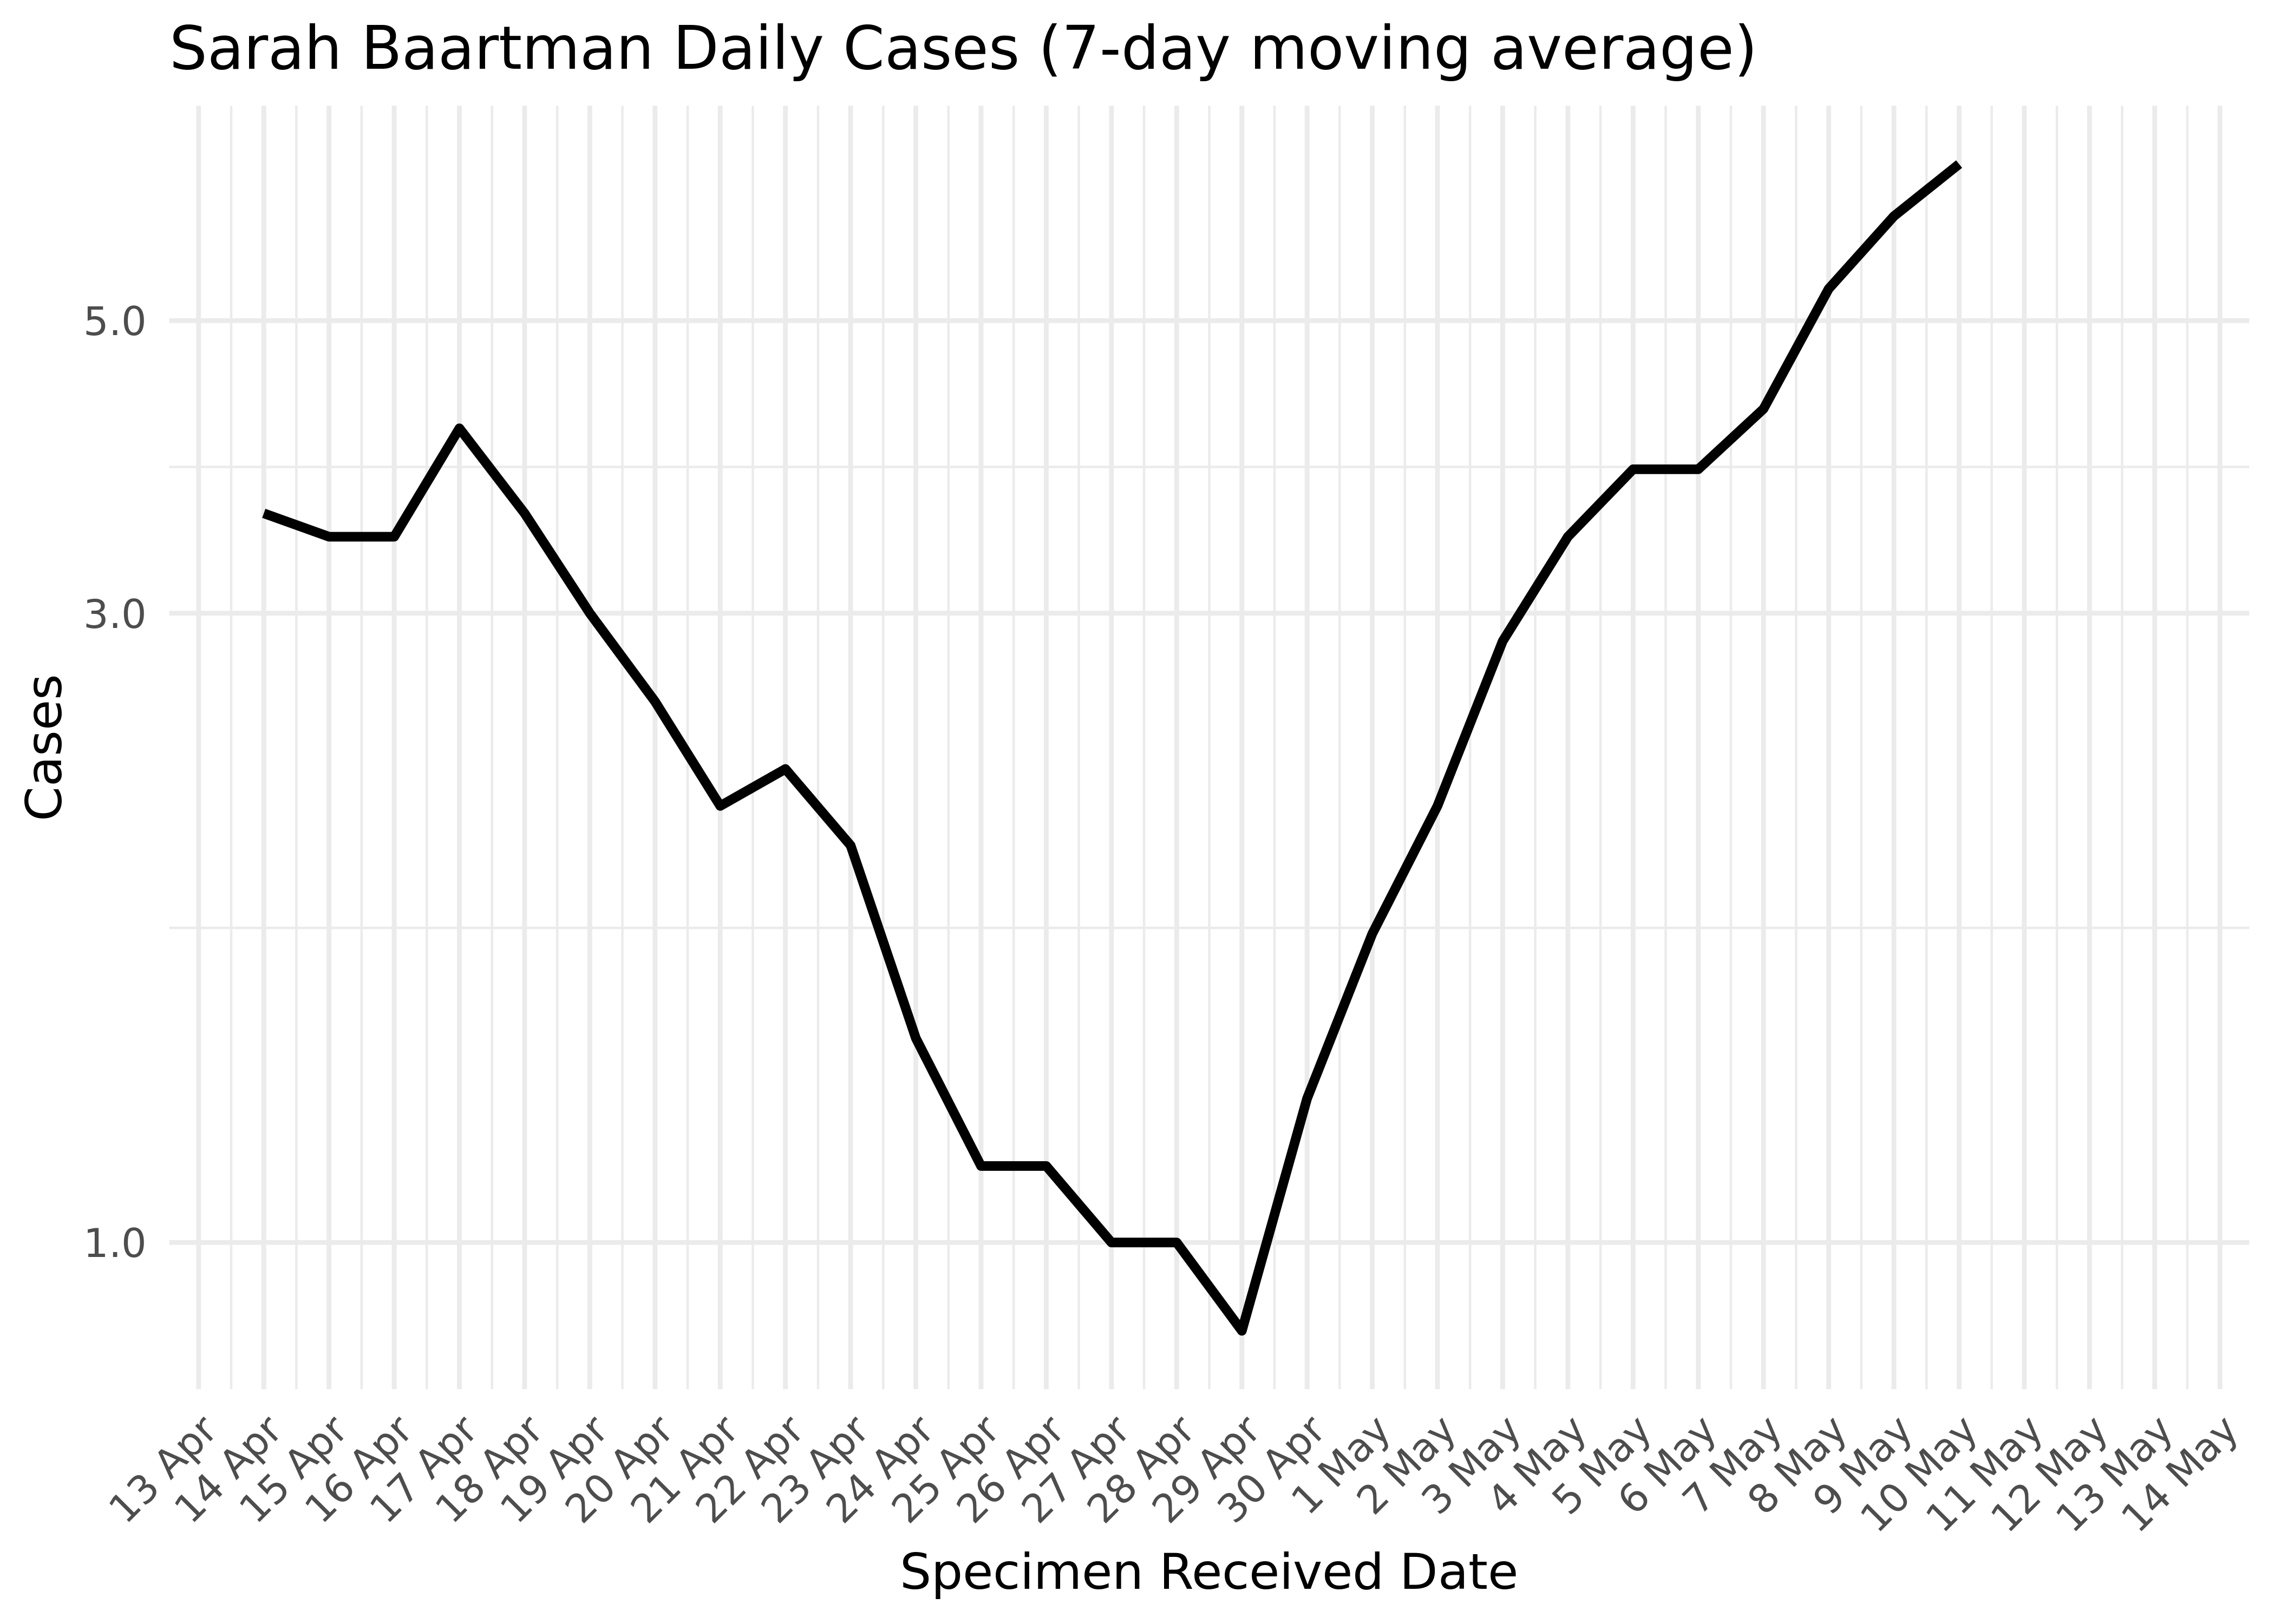 Sarah Baartman Daily Cases (7-day moving average)
5.0
3.0
1.0
Cases
13 Apr
14 Apr
15 Apr
16 Apr
17 Apr
18 Apr
19 Apr
20 Apr
21 Apr
22 Apr
23 Apr
24 Apr
25 Apr
26 Apr
27 Apr
28 Apr
29 Apr
30 Apr
1 May
2 May
3 May
4 May
5 May
6 May
7 May
8 May
9 May
10 May
11 May
12 May
13 May
14 May
Specimen Received Date